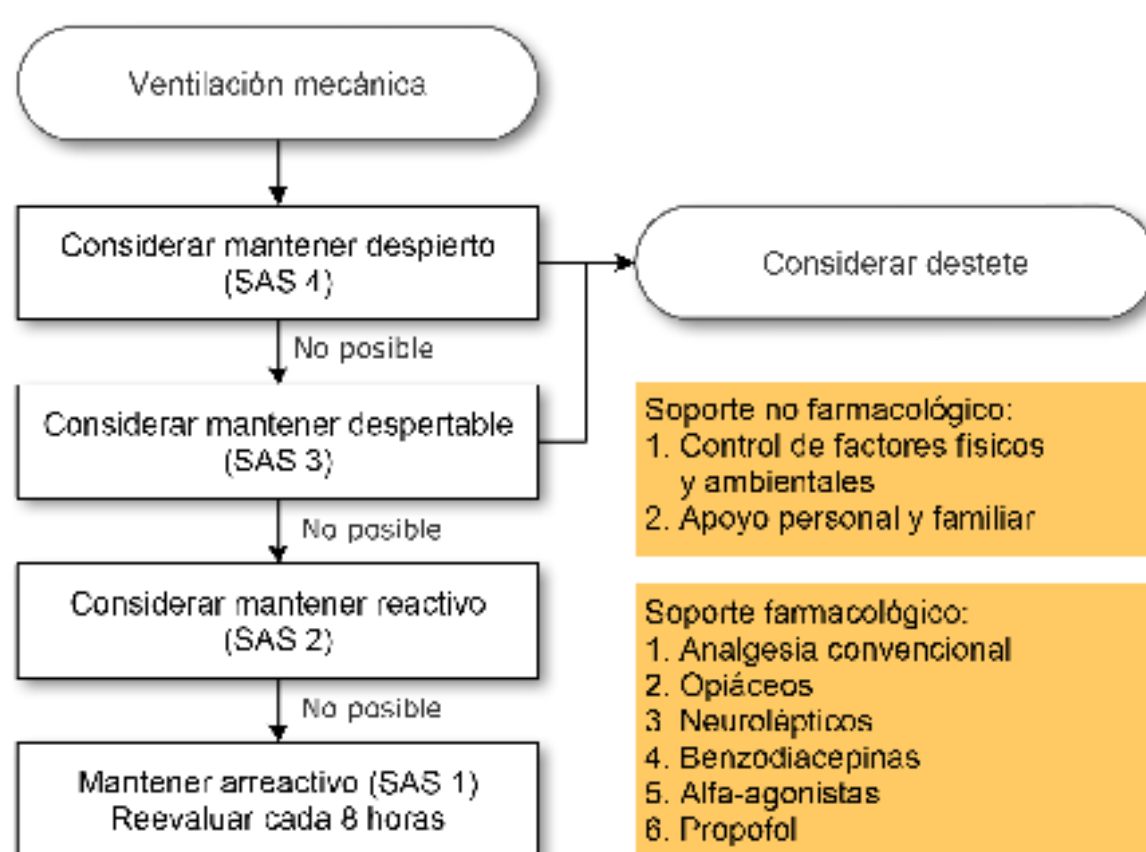 Ventilación mecánica
Considerar mantener despierto
(SAS 4)
Considerar destete
No posible
Considerar mantener despertable
(SAS 3)
No posible
Considerar mantener reactivo
(SAS 2)
No posible
Mantener arreactivo (SAS 1)
Reevaluar cada 8 horas
Soporte no farmacológico:
1. Control de factores físicos
y ambientales
2. Apoyo personal y familiar
Soporte farmacológico:
1. Analgesia convencional
2. Opiáceos
3 Neurolépticos
4. Benzodiacepinas
5. Alfa-agonistas
6. Propofol